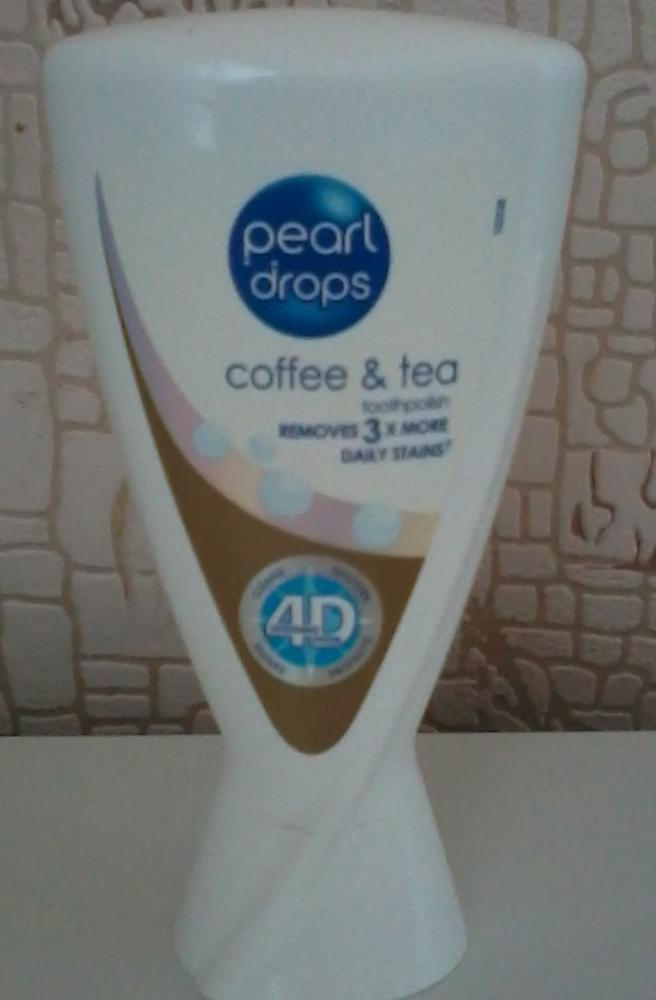 pearl
drops
coffee & tea
toothpolish
REMOVES 3 X MORE
DAILY STAINS†
4D